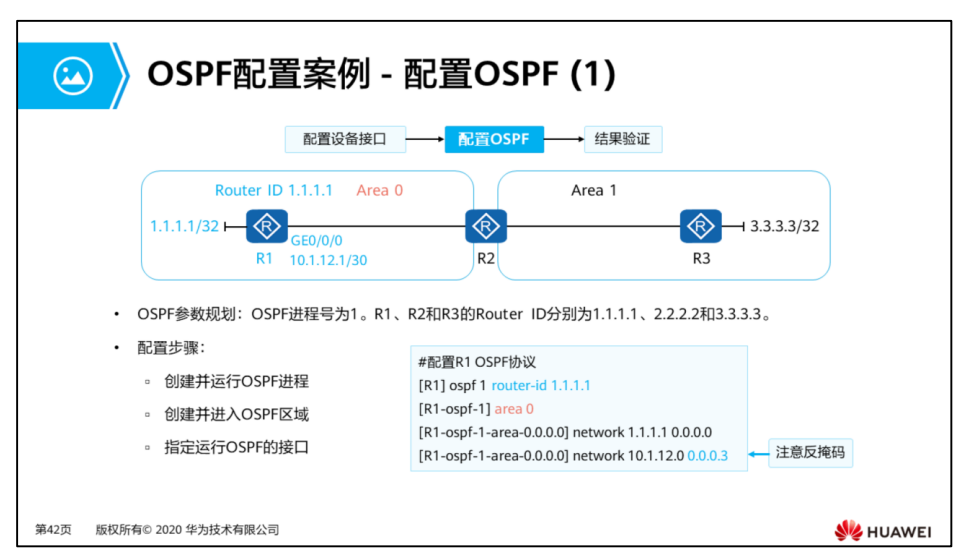 OSPF配置案例 - 配置OSPF (1)
配置设备接口
配置OSPF
结果验证
Router ID 1.1.1.1
Area 0
Area 1
1.1.1.1/32
R
R
R
3.3.3.3/32
GE0/0/0
R1
10.1.12.1/30
R2
R3
• OSPF参数规划：OSPF进程号为1。R1、R2和R3的Router ID分别为1.1.1.1、2.2.2.2和3.3.3.3。
• 配置步骤：
▫ 创建并运行OSPF进程
▫ 创建并进入OSPF区域
▫ 指定运行OSPF的接口
#配置R1 OSPF协议
[R1] ospf 1 router-id 1.1.1.1
[R1-ospf-1] area 0
[R1-ospf-1-area-0.0.0.0] network 1.1.1.1 0.0.0.0
[R1-ospf-1-area-0.0.0.0] network 10.1.12.0 0.0.0.3
注意反掩码
第42页
版权所有© 2020 华为技术有限公司
HUAWEI